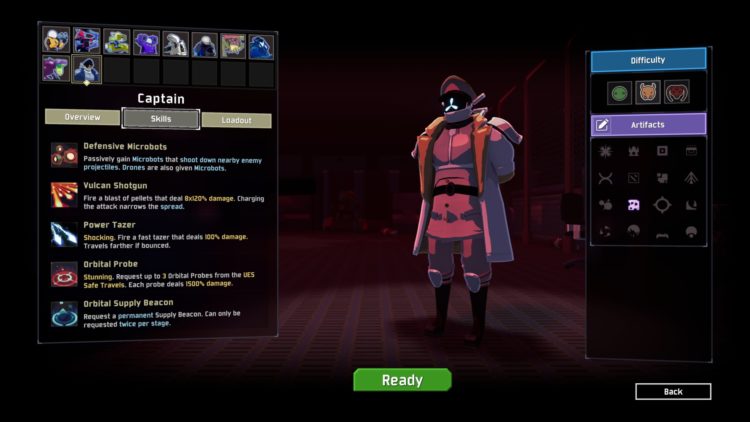 Captain
Overview
Skills
Loadout
Defensive Microbots
Passively gain Microbots that shoot down nearby enemy
projectiles. Drones are also given Microbots.
Vulcan Shotgun
Fire a blast of pellets that deal 8x120% damage. Charging
the attack narrows the spread.
Power Tazer
Shocking. Fire a fast tazer that deals 100% damage.
Travels farther if bounced.
Orbital Probe
Stunning. Request up to 3 Orbital Probes from the UES
Safe Travels. Each probe deals 1500% damage.
Orbital Supply Beacon
Request a permanent Supply Beacon. Can only be
requested twice per stage.
Difficulty
Artifacts
Ready
Back